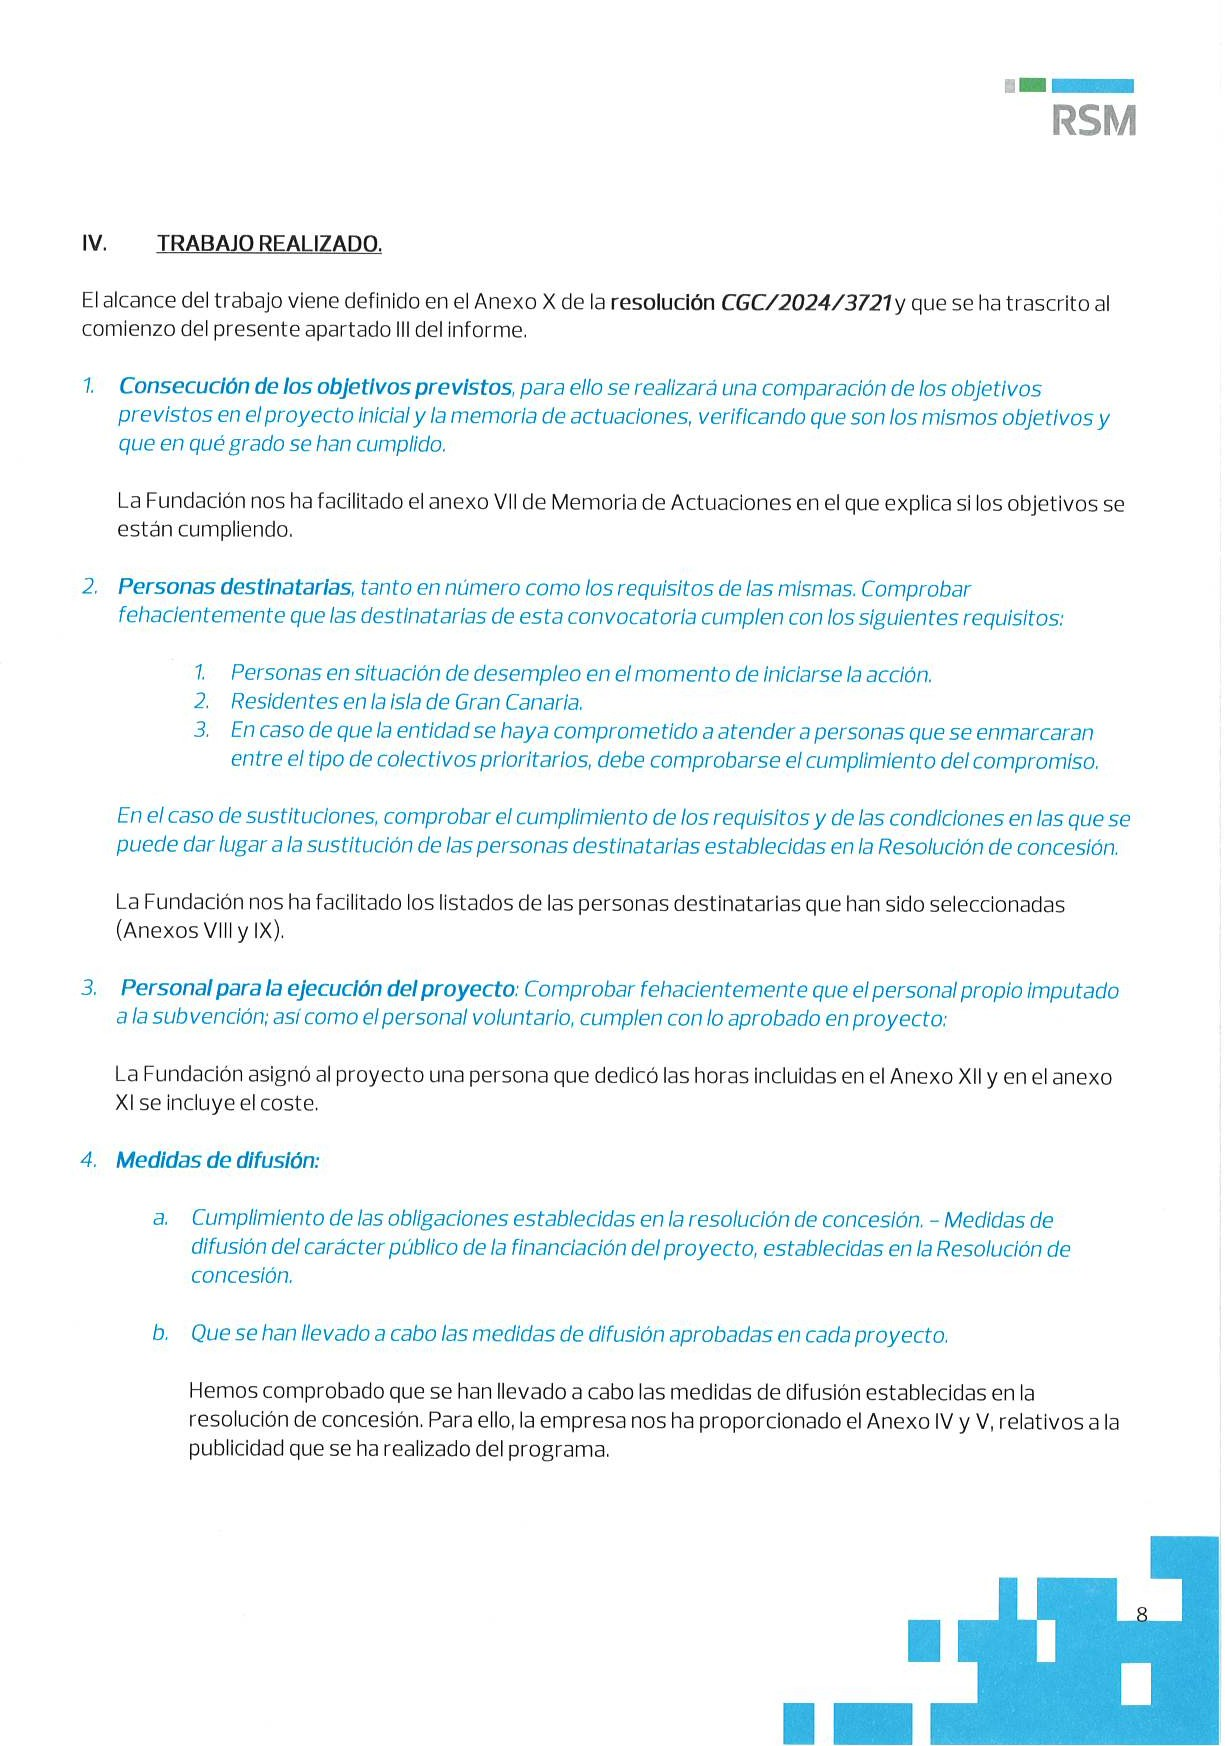 RSM
IV. TRABAJO REALIZADO.
El alcance del trabajo viene definido en el Anexo X de la resolución CGC/2024/3721 y que se ha trascrito al
comienzo del presente apartado III del informe.
1. Consecución de los objetivos previstos, para ello se realizará una comparación de los objetivos
previstos en el proyecto inicial y la memoria de actuaciones, verificando que son los mismos objetivos y
que en qué grado se han cumplido.
La Fundación nos ha facilitado el anexo VII de Memoria de Actuaciones en el que explica si los objetivos se
están cumpliendo.
2. Personas destinatarias, tanto en número como los requisitos de las mismas. Comprobar
fehacientemente que las destinatarias de esta convocatoria cumplen con los siguientes requisitos:
1. Personas en situación de desempleo en el momento de iniciarse la acción.
2. Residentes en la isla de Gran Canaria.
3. En caso de que la entidad se haya comprometido a atender a personas que se enmarcaran
entre el tipo de colectivos prioritarios, debe comprobarse el cumplimiento del compromiso.
En el caso de sustituciones, comprobar el cumplimiento de los requisitos y de las condiciones en las que se
puede dar lugar a la sustitución de las personas destinatarias establecidas en la Resolución de concesión.
La Fundación nos ha facilitado los listados de las personas destinatarias que han sido seleccionadas
(Anexos VIII y IX).
3. Personal para la ejecución del proyecto: Comprobar fehacientemente que el personal propio imputado
a la subvención; así como el personal voluntario, cumplen con lo aprobado en proyecto:
La Fundación asignó al proyecto una persona que dedicó las horas incluidas en el Anexo XII y en el anexo
XI se incluye el coste.
4. Medidas de difusión:
a. Cumplimiento de las obligaciones establecidas en la resolución de concesión. – Medidas de
difusión del carácter público de la financiación del proyecto, establecidas en la Resolución de
concesión.
b. Que se han llevado a cabo las medidas de difusión aprobadas en cada proyecto.
Hemos comprobado que se han llevado a cabo las medidas de difusión establecidas en la
resolución de concesión. Para ello, la empresa nos ha proporcionado el Anexo IV y V, relativos a la
publicidad que se ha realizado del programa.
8